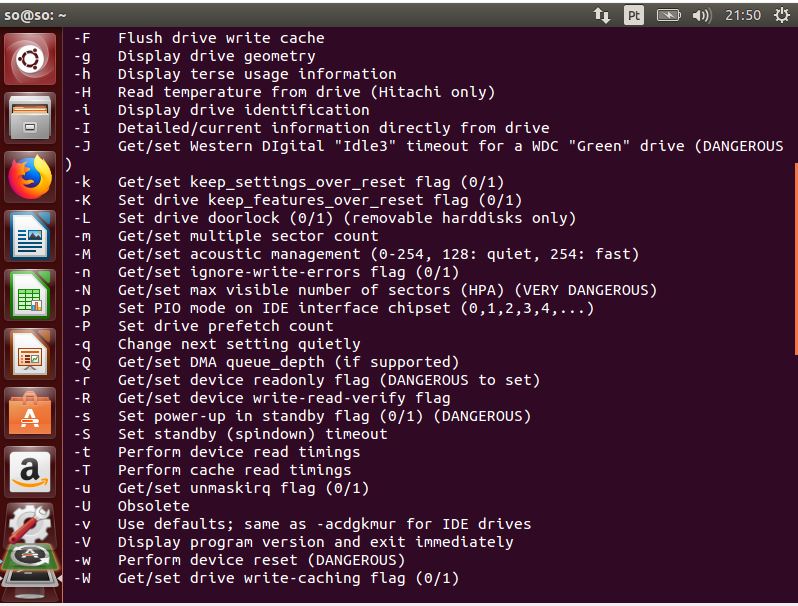 so@so: ~
Pt
21:50
-F Flush drive write cache
-g Display drive geometry
-h Display terse usage information
-H Read temperature from drive (Hitachi only)
-i Display drive identification
-I Detailed/current information directly from drive
-J Get/set Western DIgital "Idle3" timeout for a WDC "Green" drive (DANGEROUS
)
-k Get/set keep_settings_over_reset flag (0/1)
-K Set drive keep_features_over_reset flag (0/1)
-L Set drive doorlock (0/1) (removable harddisks only)
-m Get/set multiple sector count
-M Get/set acoustic management (0-254, 128: quiet, 254: fast)
-n Get/set ignore-write-errors flag (0/1)
-N Get/set max visible number of sectors (HPA) (VERY DANGEROUS)
-p Set PIO mode on IDE interface chipset (0,1,2,3,4,...)
-P Set drive prefetch count
-q Change next setting quietly
-Q Get/set DMA queue_depth (if supported)
-r Get/set device readonly flag (DANGEROUS to set)
-R Get/set device write-read-verify flag
-s Set power-up in standby flag (0/1) (DANGEROUS)
-S Set standby (spindown) timeout
-t Perform device read timings
-T Perform cache read timings
-u Get/set unmaskirq flag (0/1)
-U Obsolete
-v Use defaults; same as -acdgkmur for IDE drives
-V Display program version and exit immediately
-w Perform device reset (DANGEROUS)
-W Get/set drive write-caching flag (0/1)